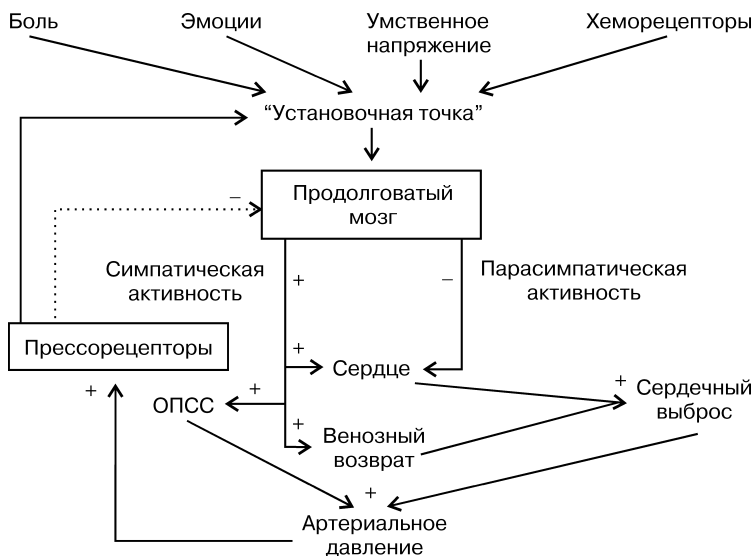 Боль
Эмоции
Умственное
напряжение
Хеморецепторы
“Установочная точка”
Продолговатый
мозг
–
Симпатическая
активность
+
–
Парасимпатическая
активность
Прессорецепторы
+
Сердце
+
ОПСС
+
+
Венозный
возврат
+
Сердечный
выброс
+
Артериальное
давление